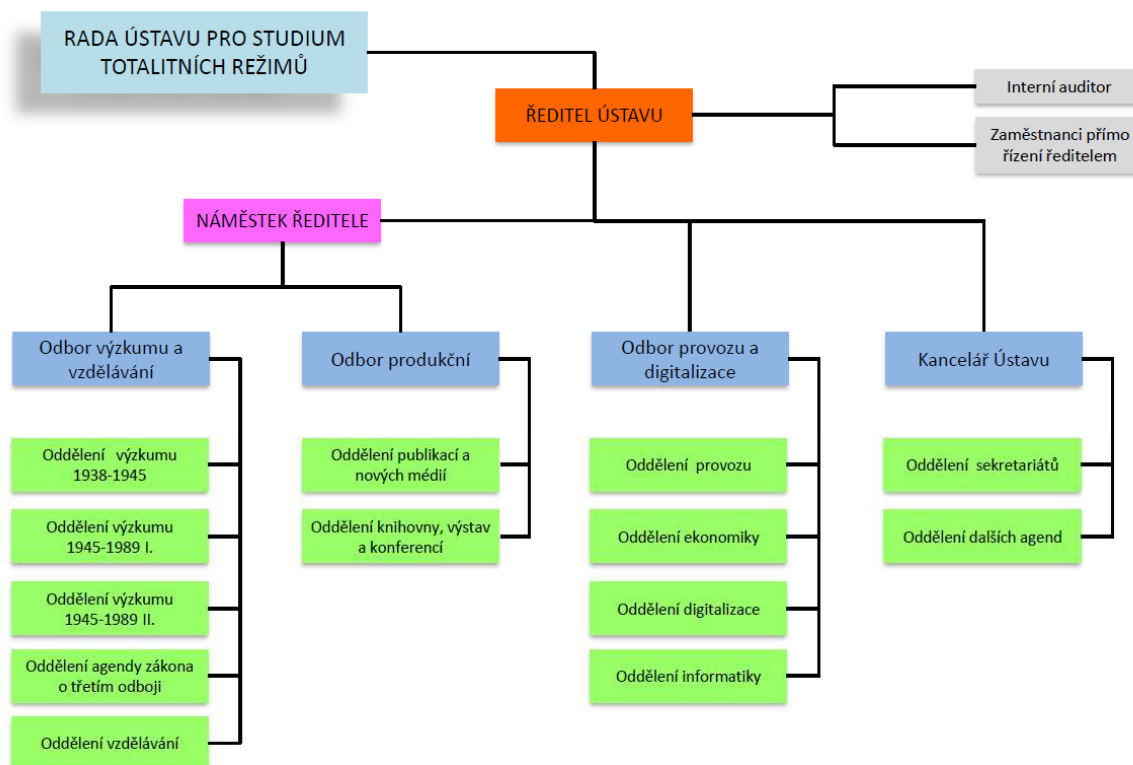 RADA ÚSTAVU PRO STUDIUM
TOTALITNÍCH REŽIMŮ
ŘEDITEL ÚSTAVU
Interní auditor
Zaměstnanci přímo
řízení ředitelem
NÁMĚSTEK ŘEDITELE
Odbor výzkumu a
vzdělávání
Oddělení výzkumu
1938-1945
Oddělení výzkumu
1945-1989 I.
Oddělení výzkumu
1945-1989 II.
Oddělení agendy zákona
o třetím odboji
Oddělení vzdělávání
Odbor produkční
Oddělení publikací a
nových médií
Oddělení knihovny, výstav
a konferencí
Odbor provozu a
digitalizace
Oddělení provozu
Oddělení ekonomiky
Oddělení digitalizace
Oddělení informatiky
Kancelář Ústavu
Oddělení sekretariátů
Oddělení dalších agend